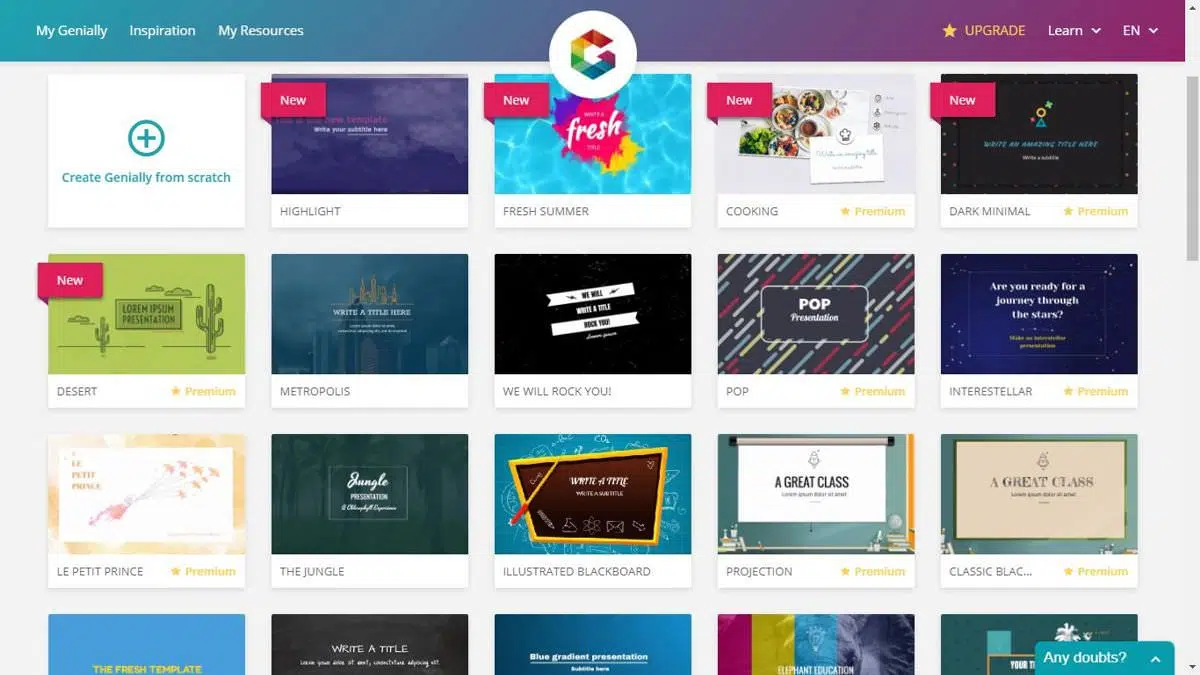 My Genially
Inspiration
My Resources
UPGRADE
Learn
EN
Create Genially from scratch
New
Write your subtitle here
HIGHLIGHT
New
WRITE A
fresh
TITLE
FRESH SUMMER
New
Write an amazing title
COOKING
Premium
New
WRITE AN AMAZING TITLE HERE
Write a subtitle
DARK MINIMAL
Premium
New
LOREM IPSUM
PRESENTATION
DESERT
Premium
WRITE A TITLE HERE
METROPOLIS
WE WILL
WRITE A TITLE
ROCK YOU!
Lorem ipsum
WE WILL ROCK YOU!
POP
Presentation
POP
Premium
Are you ready for a
journey through
the stars?
Make an interstellar
presentation
INTERESTELLAR
Premium
LE
PETIT
PRINCE
LE PETIT PRINCE
Premium
Jungle
PRESENTATION
A Chlorophyll Experience
THE JUNGLE
WRITE A TITLE
WRITE A SUBTITLE
ILLUSTRATED BLACKBOARD
A GREAT CLASS
Lorem ipsum dolor sit amet
PROJECTION
Premium
A GREAT CLASS
Lorem ipsum dolor sit amet
CLASSIC BLAC...
Premium
THE FRESH TEMPLATE
WRITE A TITLE
Lorem ipsum dolor sit amet, consectetur adipiscing elit.
Blue gradient presentation
Subtitle here
ELEPHANT EDUCATION
YOUR
Any doubts?